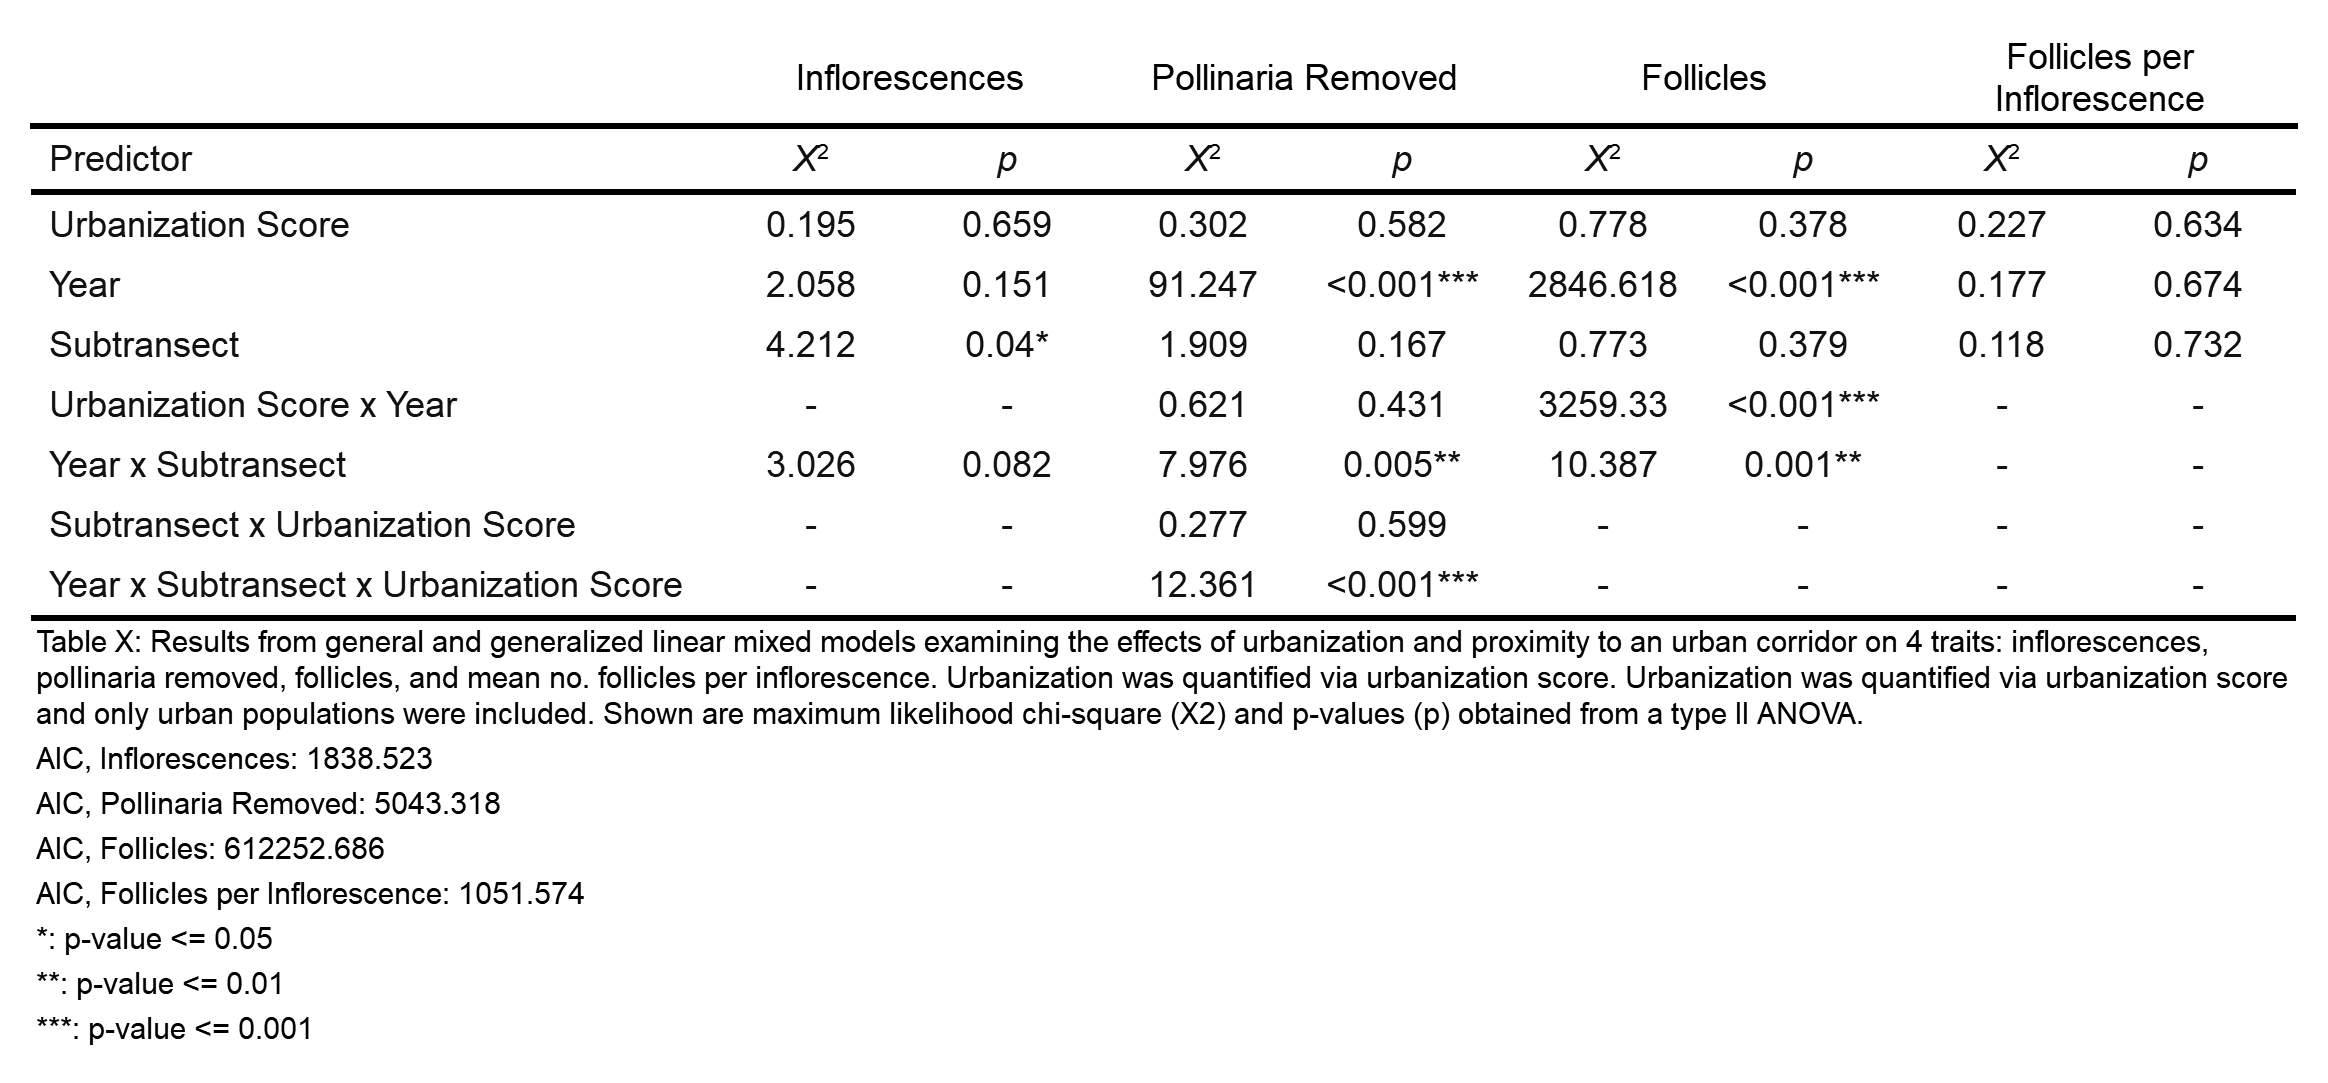 Inflorescences Pollinaria Removed Follicles Follicles per Inflorescence
Predictor X² p X² p X² p X² p
Urbanization Score 0.195 0.659 0.302 0.582 0.778 0.378 0.227 0.634
Year 2.058 0.151 91.247 <0.001*** 2846.618 <0.001*** 0.177 0.674
Subtransect 4.212 0.04* 1.909 0.167 0.773 0.379 0.118 0.732
Urbanization Score x Year - - 0.621 0.431 3259.33 <0.001*** - -
Year x Subtransect 3.026 0.082 7.976 0.005** 10.387 0.001** - -
Subtransect x Urbanization Score - - 0.277 0.599 - - - -
Year x Subtransect x Urbanization Score - - 12.361 <0.001*** - - - -
Table X: Results from general and generalized linear mixed models examining the effects of urbanization and proximity to an urban corridor on 4 traits: inflorescences,
pollinaria removed, follicles, and mean no. follicles per inflorescence. Urbanization was quantified via urbanization score. Urbanization was quantified via urbanization score
and only urban populations were included. Shown are maximum likelihood chi-square (X2) and p-values (p) obtained from a type II ANOVA.
AIC, Inflorescences: 1838.523
AIC, Pollinaria Removed: 5043.318
AIC, Follicles: 612252.686
AIC, Follicles per Inflorescence: 1051.574
*: p-value <= 0.05
**: p-value <= 0.01
***: p-value <= 0.001